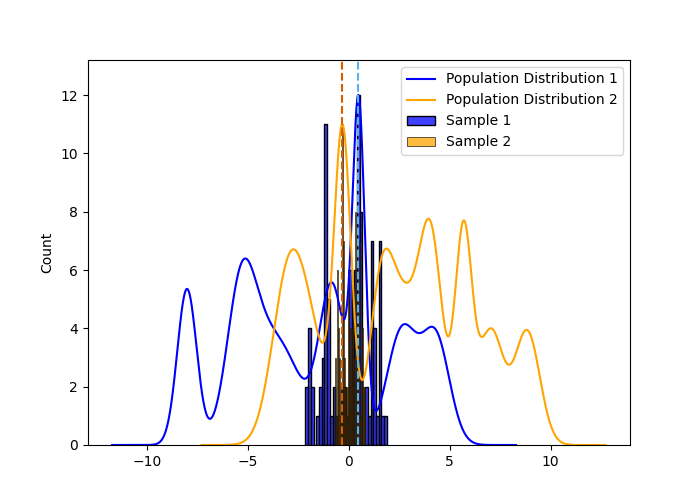 Population Distribution 1
Population Distribution 2
Sample 1
Sample 2
Count
12
10
8
6
4
2
0
−10
−5
0
5
10